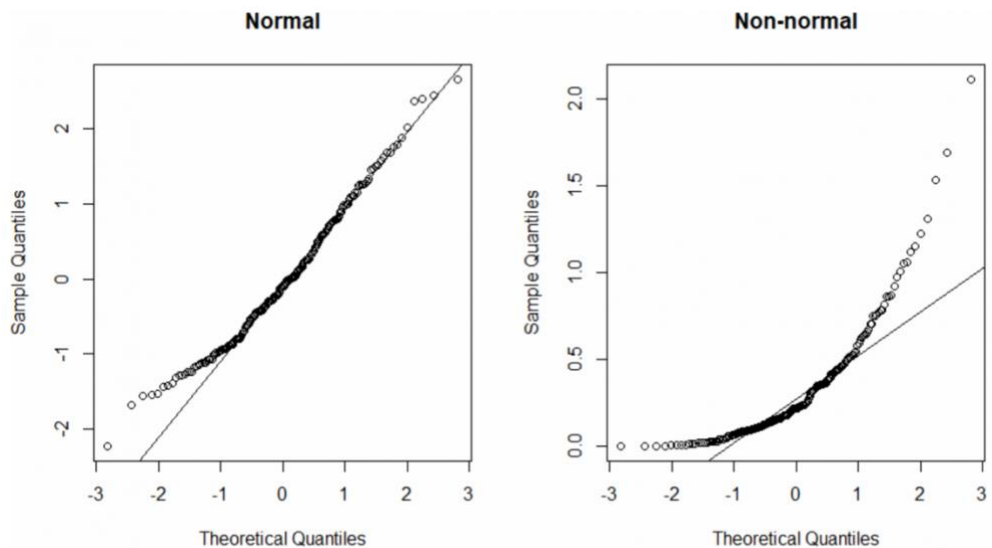 Normal
Sample Quantiles
2
1
0
-1
-2
-3 -2 -1 0 1 2 3
Theoretical Quantiles
Non-normal
Sample Quantiles
2.0
1.5
1.0
0.5
0.0
-3 -2 -1 0 1 2 3
Theoretical Quantiles